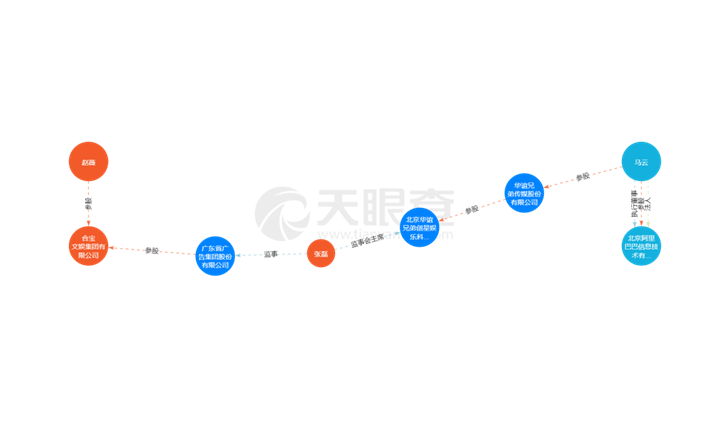 赵薇
参股
合宝
文娱集团有
限公司
参股
广东省广
告集团股份
有限公司
监事
张磊
监事会主席
北京华谊
兄弟创星娱
乐科...
参股
华谊兄
弟传媒股份
有限公司
参股
马云
执行董事
参股
法人
北京阿里
巴巴信息技
术有...
天眼查